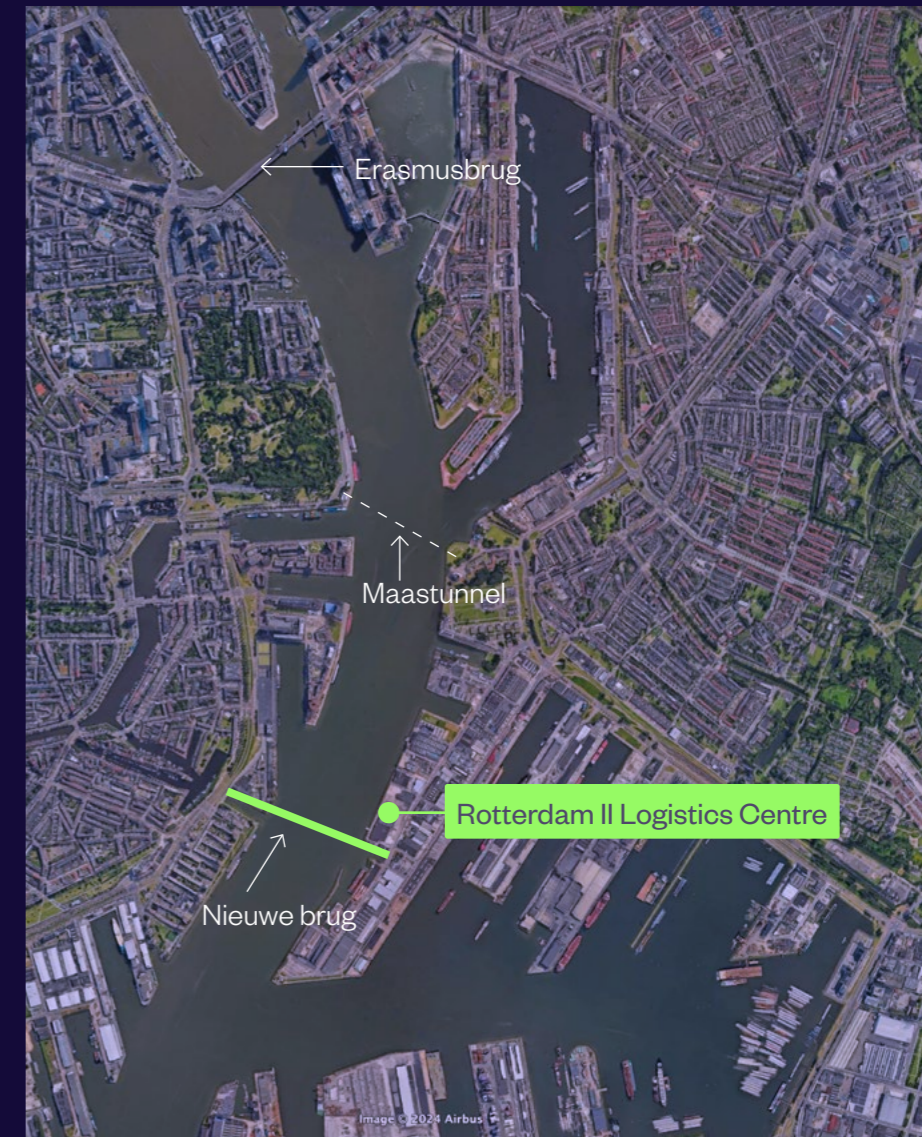 Erasmusbrug
Maastunnel
Rotterdam II Logistics Centre
Nieuwe brug
Image © 2024 Airbus